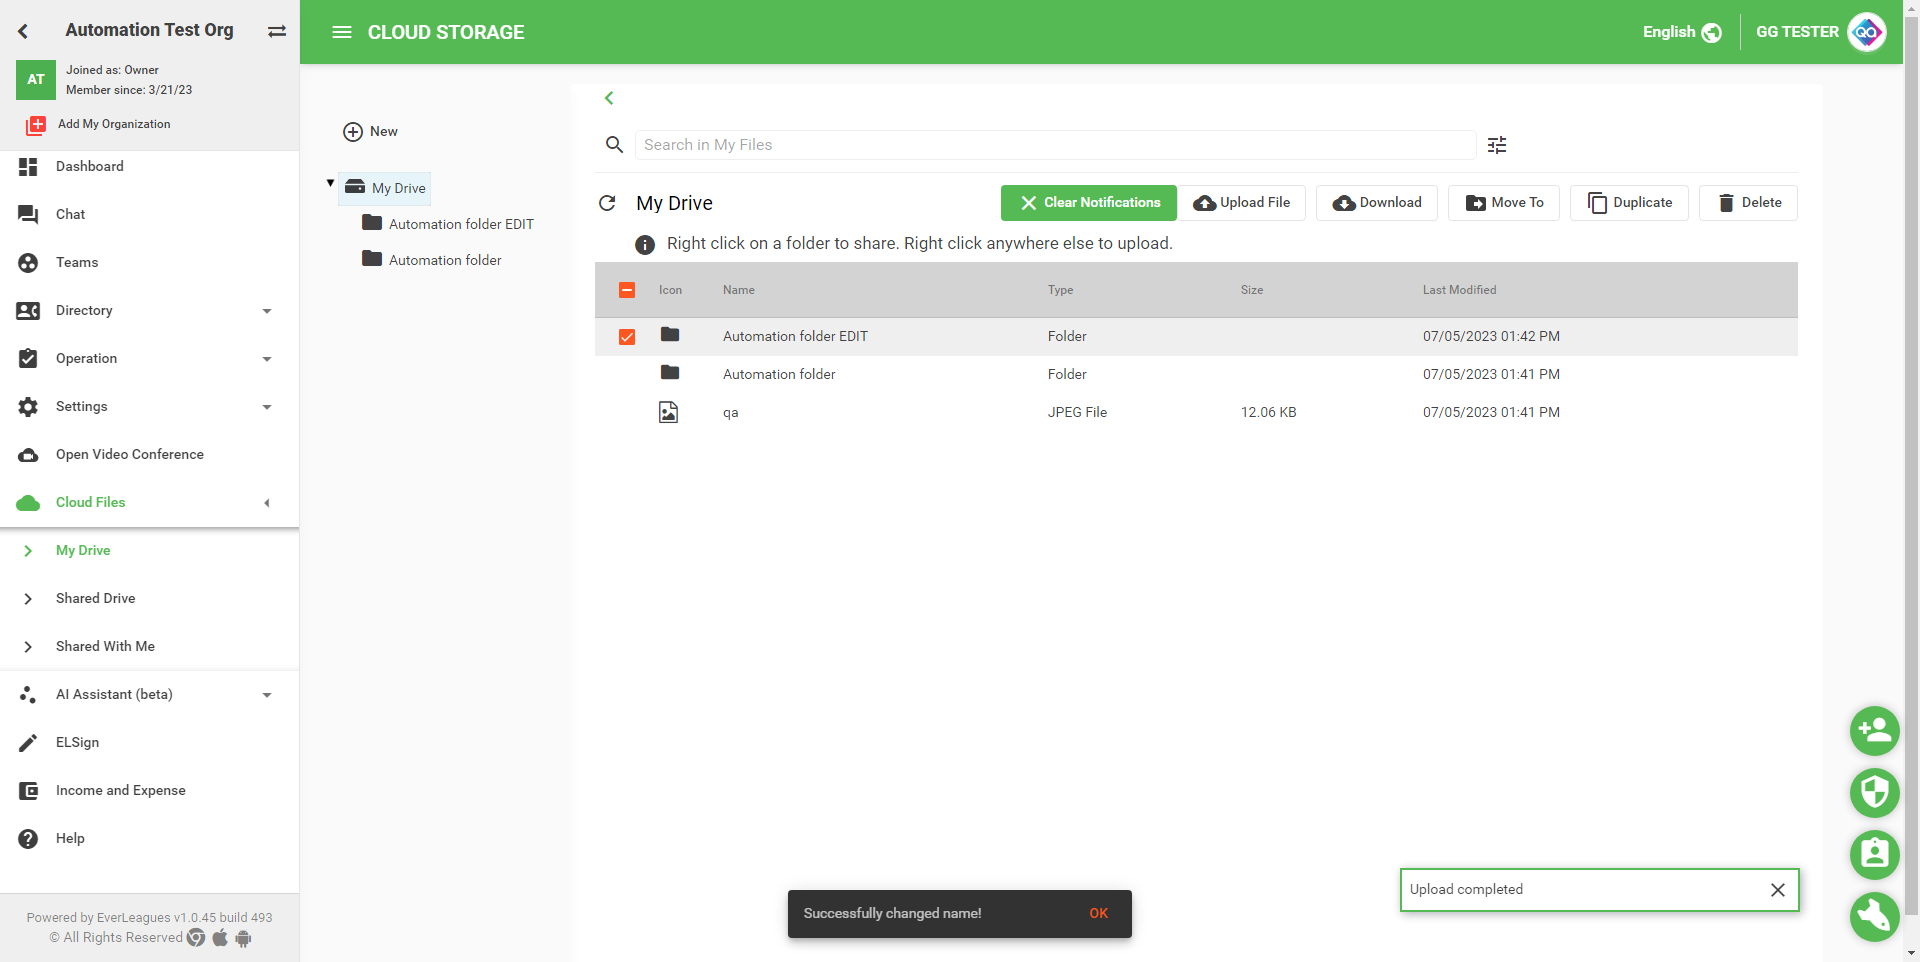 Automation Test Org
AT
Joined as: Owner
Member since: 3/21/23
Add My Organization
Dashboard
Chat
Teams
Directory
Operation
Settings
Open Video Conference
Cloud Files
My Drive
Shared Drive
Shared With Me
AI Assistant (beta)
ELSign
Income and Expense
Help
Powered by EverLeagues v1.0.45 build 493
© All Rights Reserved
CLOUD STORAGE
English
GG TESTER
QA
New
My Drive
Automation folder EDIT
Automation folder
Search in My Files
My Drive
Clear Notifications
Upload File
Download
Move To
Duplicate
Delete
Right click on a folder to share. Right click anywhere else to upload.
Icon Name Type Size Last Modified
Automation folder EDIT Folder 07/05/2023 01:42 PM
Automation folder Folder 07/05/2023 01:41 PM
qa JPEG File 12.06 KB 07/05/2023 01:41 PM
Upload completed
Successfully changed name! OK